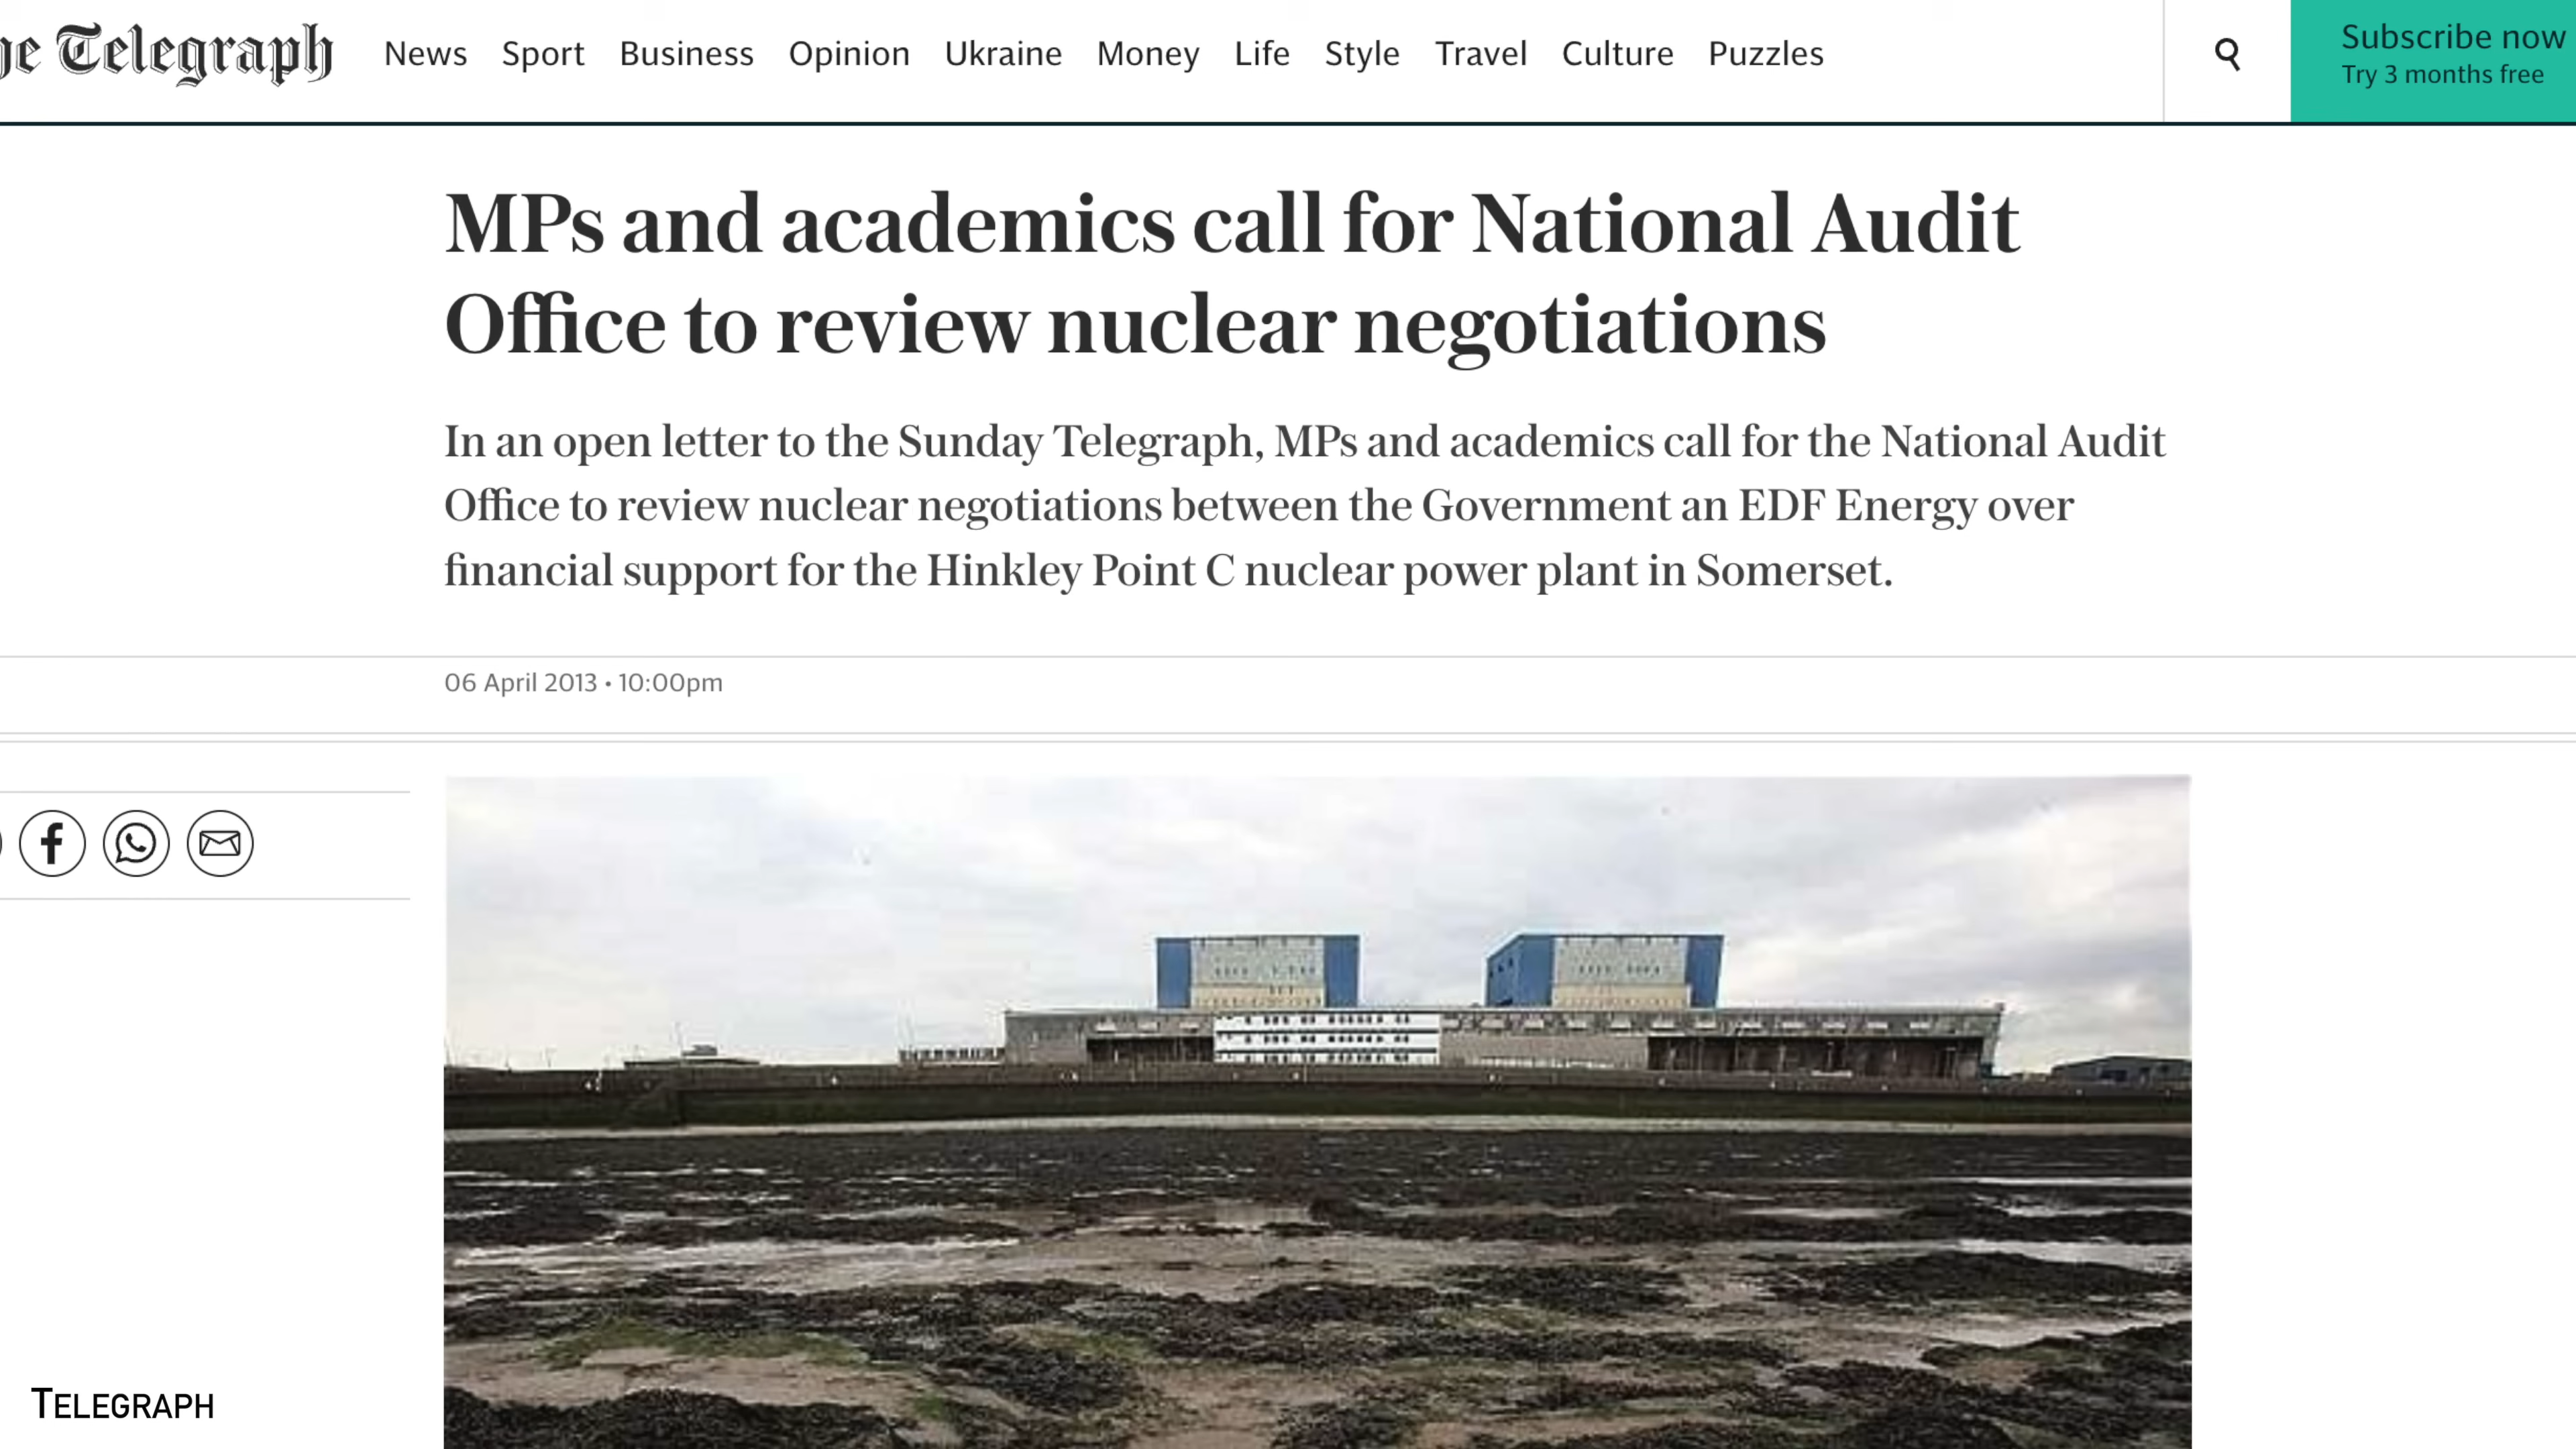 he Telegraph
News Sport Business Opinion Ukraine Money Life Style Travel Culture Puzzles
Subscribe now
Try 3 months free
MPs and academics call for National Audit
Office to review nuclear negotiations
In an open letter to the Sunday Telegraph, MPs and academics call for the National Audit
Office to review nuclear negotiations between the Government an EDF Energy over
financial support for the Hinkley Point C nuclear power plant in Somerset.
06 April 2013 • 10:00pm
TELEGRAPH